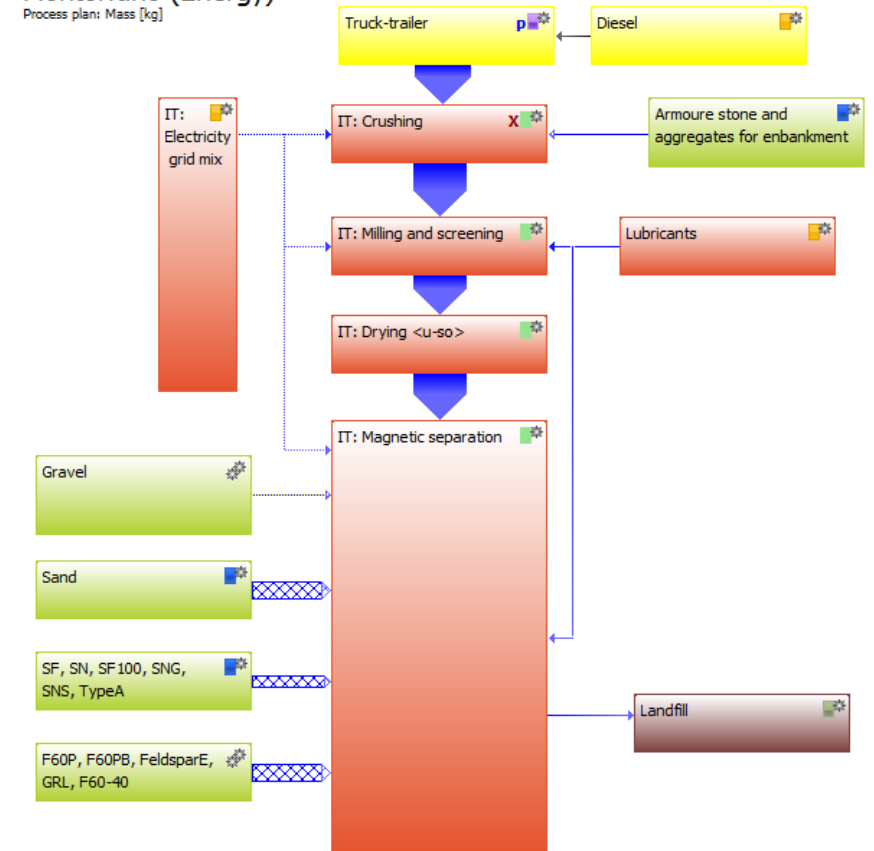 Process plan: Mass [kg]
Truck-trailer
p
Diesel
IT:
Electricity
grid mix
IT: Crushing
X
Armoure stone and
aggregates for enbankment
IT: Milling and screening
Lubricants
IT: Drying <u-so>
IT: Magnetic separation
Gravel
Sand
SF, SN, SF100, SNG,
SNS, TypeA
F60P, F60PB, FeldsparE,
GRL, F60-40
Landfill